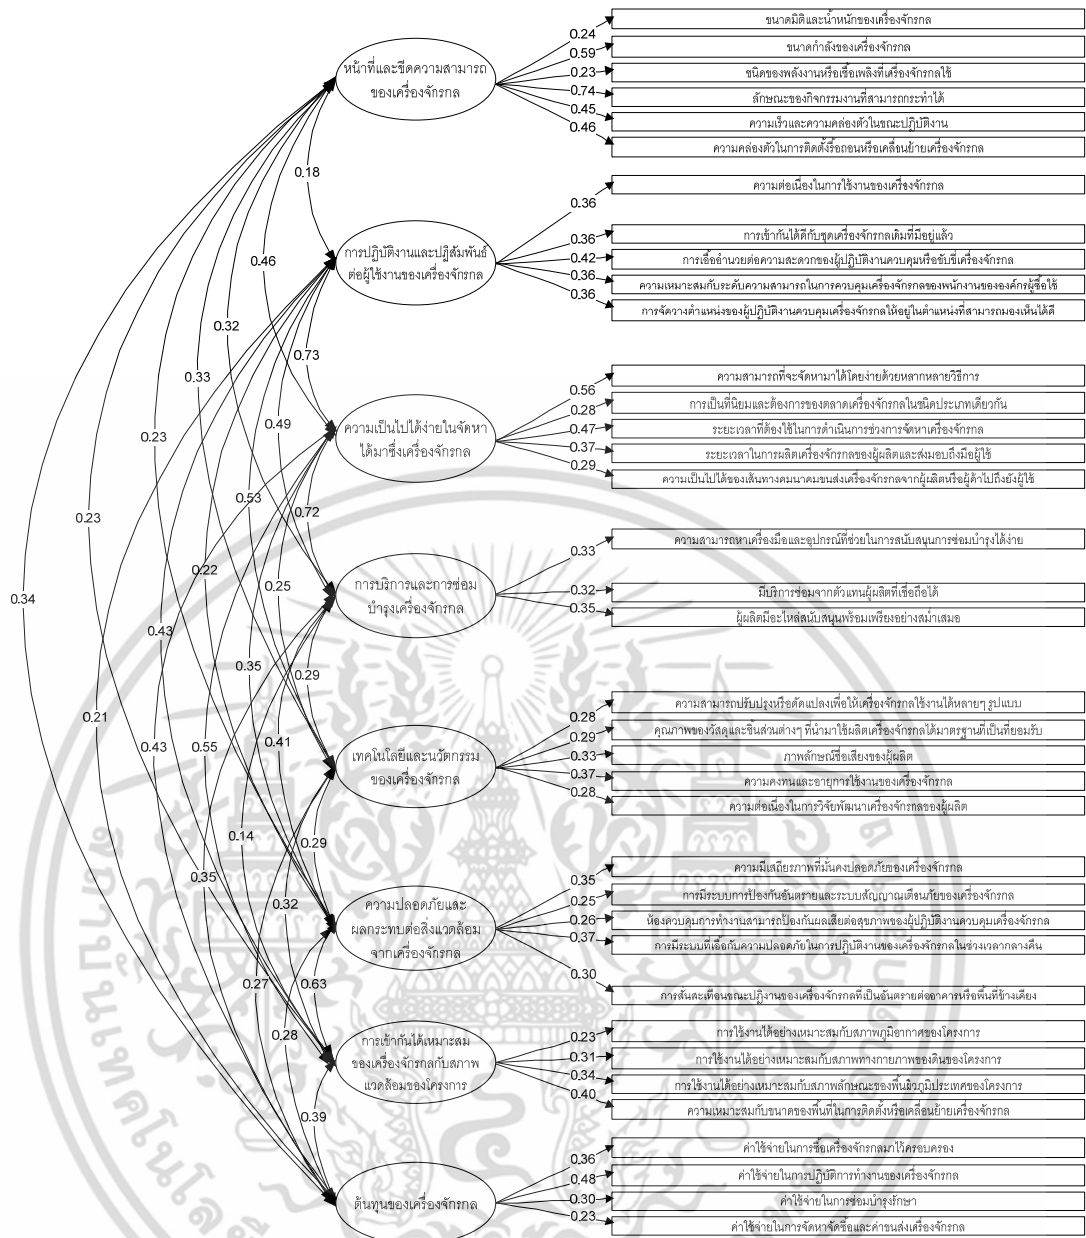 ขนาดมิติและน้ำหนักของเครื่องจักรกล
0.24
ขนาดกำลังของเครื่องจักรกล
0.59
หน้าที่และขีดความสามารถ
ของเครื่องจักรกล
ชนิดของพลังงานหรือเชื้อเพลิงที่เครื่องจักรกลใช้
0.23
ลักษณะของกิจกรรมงานที่สามารถกระทำได้
0.74
ความเร็วและความคล่องตัวในขณะปฏิบัติงาน
0.45
ความคล่องตัวในการติดตั้งรื้อถอนหรือเคลื่อนย้ายเครื่องจักรกล
0.46
0.18
ความต่อเนื่องในการใช้งานของเครื่องจักรกล
0.36
การปฏิบัติงานและปฏิสัมพันธ์
ต่อผู้ใช้งานของเครื่องจักรกล
การเข้ากันได้ดีกับชุดเครื่องจักรกลเดิมที่มีอยู่แล้ว
0.36
การเอื้ออำนวยต่อความสะดวกของผู้ปฏิบัติงานควบคุมหรือขับขี่เครื่องจักรกล
0.42
ความเหมาะสมกับระดับความสามารถในการควบคุมเครื่องจักรกลของพนักงานขององค์กรผู้ซื้อใช้
0.36
การจัดวางตำแหน่งของผู้ปฏิบัติงานควบคุมเครื่องจักรกลให้อยู่ในตำแหน่งที่สามารถมองเห็นได้ดี
0.36
0.46
0.32
0.73
0.33
0.23
0.49
ความสามารถที่จะจัดหามาได้โดยง่ายด้วยหลากหลายวิธีการ
0.56
การเป็นที่นิยมและต้องการของตลาดเครื่องจักรกลในชนิดประเภทเดียวกัน
0.28
ความเป็นไปได้ง่ายในจัดหา
ได้มาซึ่งเครื่องจักรกล
ระยะเวลาที่ต้องใช้ในการดำเนินการช่วงการจัดหาเครื่องจักรกล
0.47
ระยะเวลาในการผลิตเครื่องจักรกลของผู้ผลิตและส่งมอบถึงมือผู้ใช้
0.37
ความเป็นไปได้ของเส้นทางคมนาคมขนส่งเครื่องจักรกลจากผู้ผลิตหรือผู้ค้าไปถึงยังผู้ใช้
0.29
0.53
0.72
0.23
ความสามารถหาเครื่องมือและอุปกรณ์ที่ช่วยในการสนับสนุนการซ่อมบำรุงได้ง่าย
0.33
0.22
0.25
0.34
การบริการและการซ่อม
บำรุงเครื่องจักรกล
มีบริการซ่อมจากตัวแทนผู้ผลิตที่เชื่อถือได้
0.32
ผู้ผลิตมีอะไหล่สนับสนุนพร้อมเพรียงอย่างสม่ำเสมอ
0.35
0.43
0.35
0.29
0.21
0.43
0.55
0.41
ความสามารถปรับปรุงหรือดัดแปลงเพื่อให้เครื่องจักรกลใช้งานได้หลายๆ รูปแบบ
0.28
คุณภาพของวัสดุและชิ้นส่วนต่างๆ ที่นำมาใช้ผลิตเครื่องจักรกลได้มาตรฐานที่เป็นที่ยอมรับ
0.29
เทคโนโลยีและนวัตกรรม
ของเครื่องจักรกล
ภาพลักษณ์ชื่อเสียงของผู้ผลิต
0.33
ความคงทนและอายุการใช้งานของเครื่องจักรกล
0.37
ความต่อเนื่องในการวิจัยพัฒนาเครื่องจักรกลของผู้ผลิต
0.28
0.14
0.29
0.35
0.32
ความมีเสถียรภาพที่มั่นคงปลอดภัยของเครื่องจักรกล
0.35
การมีระบบการป้องกันอันตรายและระบบสัญญาณเตือนภัยของเครื่องจักรกล
0.25
ความปลอดภัยและ
ผลกระทบต่อสิ่งแวดล้อม
จากเครื่องจักรกล
ห้องควบคุมการทำงานสามารถป้องกันผลเสียต่อสุขภาพของผู้ปฏิบัติงานควบคุมเครื่องจักรกล
0.26
การมีระบบที่เอื้อกับความปลอดภัยในการปฏิบัติงานของเครื่องจักรกลในช่วงเวลากลางคืน
0.37
0.30
การสั่นสะเทือนขณะปฏิงานของเครื่องจักรกลที่เป็นอันตรายต่ออาคารหรือพื้นที่ข้างเคียง
0.27
0.63
0.28
การใช้งานได้อย่างเหมาะสมกับสภาพภูมิอากาศของโครงการ
0.23
การเข้ากันได้เหมาะสม
ของเครื่องจักรกลกับสภาพ
แวดล้อมของโครงการ
การใช้งานได้อย่างเหมาะสมกับสภาพทางกายภาพของดินของโครงการ
0.31
การใช้งานได้อย่างเหมาะสมกับสภาพลักษณะของพื้นผิวภูมิประเทศของโครงการ
0.34
ความเหมาะสมกับขนาดของพื้นที่ในการติดตั้งหรือเคลื่อนย้ายเครื่องจักรกล
0.40
0.39
ค่าใช้จ่ายในการซื้อเครื่องจักรกลมาไว้ครอบครอง
0.36
ค่าใช้จ่ายในการปฏิบัติการทำงานของเครื่องจักรกล
0.48
ต้นทุนของเครื่องจักรกล
ค่าใช้จ่ายในการซ่อมบำรุงรักษา
0.30
ค่าใช้จ่ายในการจัดหาจัดซื้อและค่าขนส่งเครื่องจักรกล
0.23